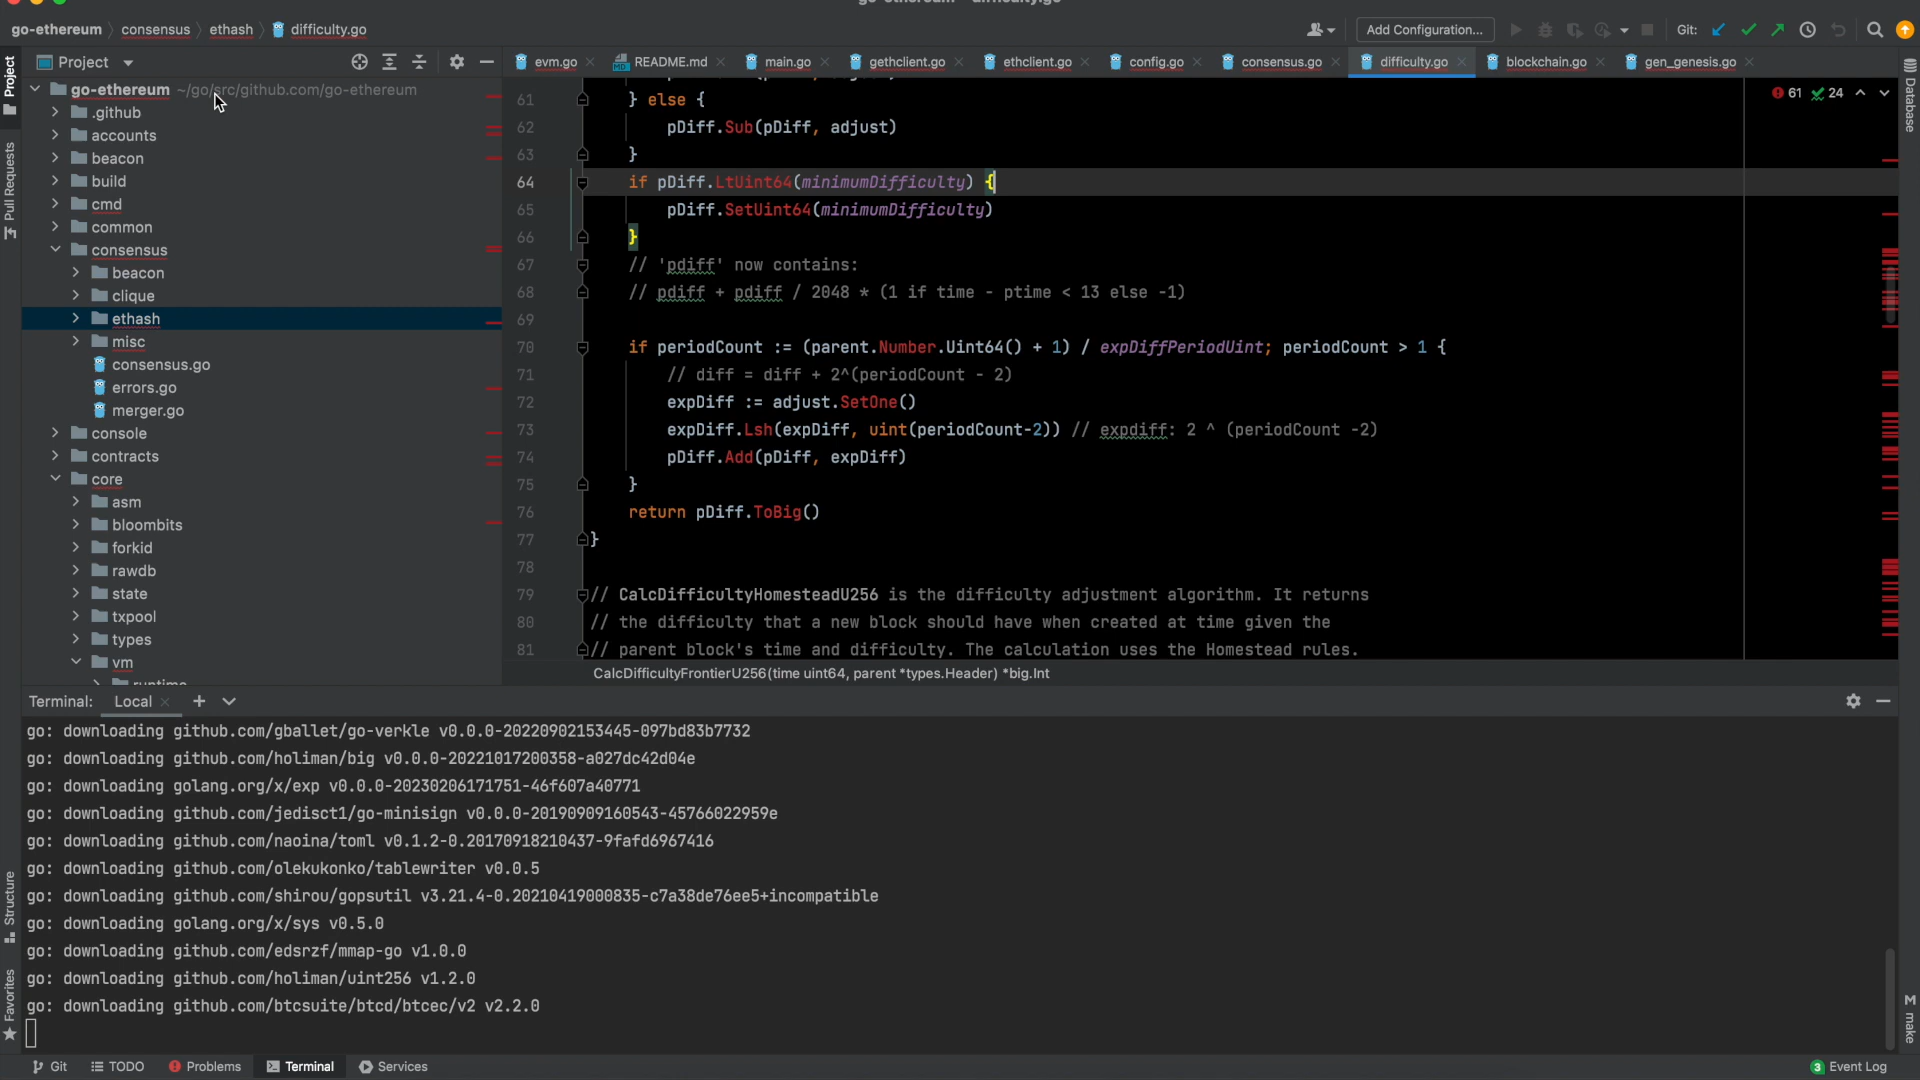 go-ethereum – difficulty.go
go-ethereum
consensus
ethash
difficulty.go
Add Configuration...
Git:
Project
evm.go
README.md
main.go
gethclient.go
ethclient.go
config.go
consensus.go
difficulty.go
blockchain.go
gen_genesis.go
Project
Pull Requests
Structure
Favorites
Database
make
go-ethereum ~/go/src/github.com/go-ethereum
.github
accounts
beacon
build
cmd
common
consensus
beacon
clique
ethash
misc
consensus.go
errors.go
merger.go
console
contracts
core
asm
bloombits
forkid
rawdb
state
txpool
types
vm
runtime
61 24
61 } else {
62 pDiff.Sub(pDiff, adjust)
63 }
64 if pDiff.LtUint64(minimumDifficulty) {
65 pDiff.SetUint64(minimumDifficulty)
66 }
67 // 'pdiff' now contains:
68 // pdiff + pdiff / 2048 * (1 if time - ptime < 13 else -1)
69
70 if periodCount := (parent.Number.Uint64() + 1) / expDiffPeriodUint; periodCount > 1 {
71 // diff = diff + 2^(periodCount - 2)
72 expDiff := adjust.SetOne()
73 expDiff.Lsh(expDiff, uint(periodCount-2)) // expdiff: 2 ^ (periodCount -2)
74 pDiff.Add(pDiff, expDiff)
75 }
76 return pDiff.ToBig()
77 }
78
79 // CalcDifficultyHomesteadU256 is the difficulty adjustment algorithm. It returns
80 // the difficulty that a new block should have when created at time given the
81 // parent block's time and difficulty. The calculation uses the Homestead rules.
CalcDifficultyFrontierU256(time uint64, parent *types.Header) *big.Int
Terminal: Local
go: downloading github.com/gballet/go-verkle v0.0.0-20220902153445-097bd83b7732
go: downloading github.com/holiman/big v0.0.0-20221017200358-a027dc42d04e
go: downloading golang.org/x/exp v0.0.0-20230206171751-46f607a40771
go: downloading github.com/jedisct1/go-minisign v0.0.0-20190909160543-45766022959e
go: downloading github.com/naoina/toml v0.1.2-0.20170918210437-9fafd6967416
go: downloading github.com/olekukonko/tablewriter v0.0.5
go: downloading github.com/shirou/gopsutil v3.21.4-0.20210419000835-c7a38de76ee5+incompatible
go: downloading golang.org/x/sys v0.5.0
go: downloading github.com/edsrzf/mmap-go v1.0.0
go: downloading github.com/holiman/uint256 v1.2.0
go: downloading github.com/btcsuite/btcd/btcec/v2 v2.2.0
Git
TODO
Problems
Terminal
Services
3 Event Log